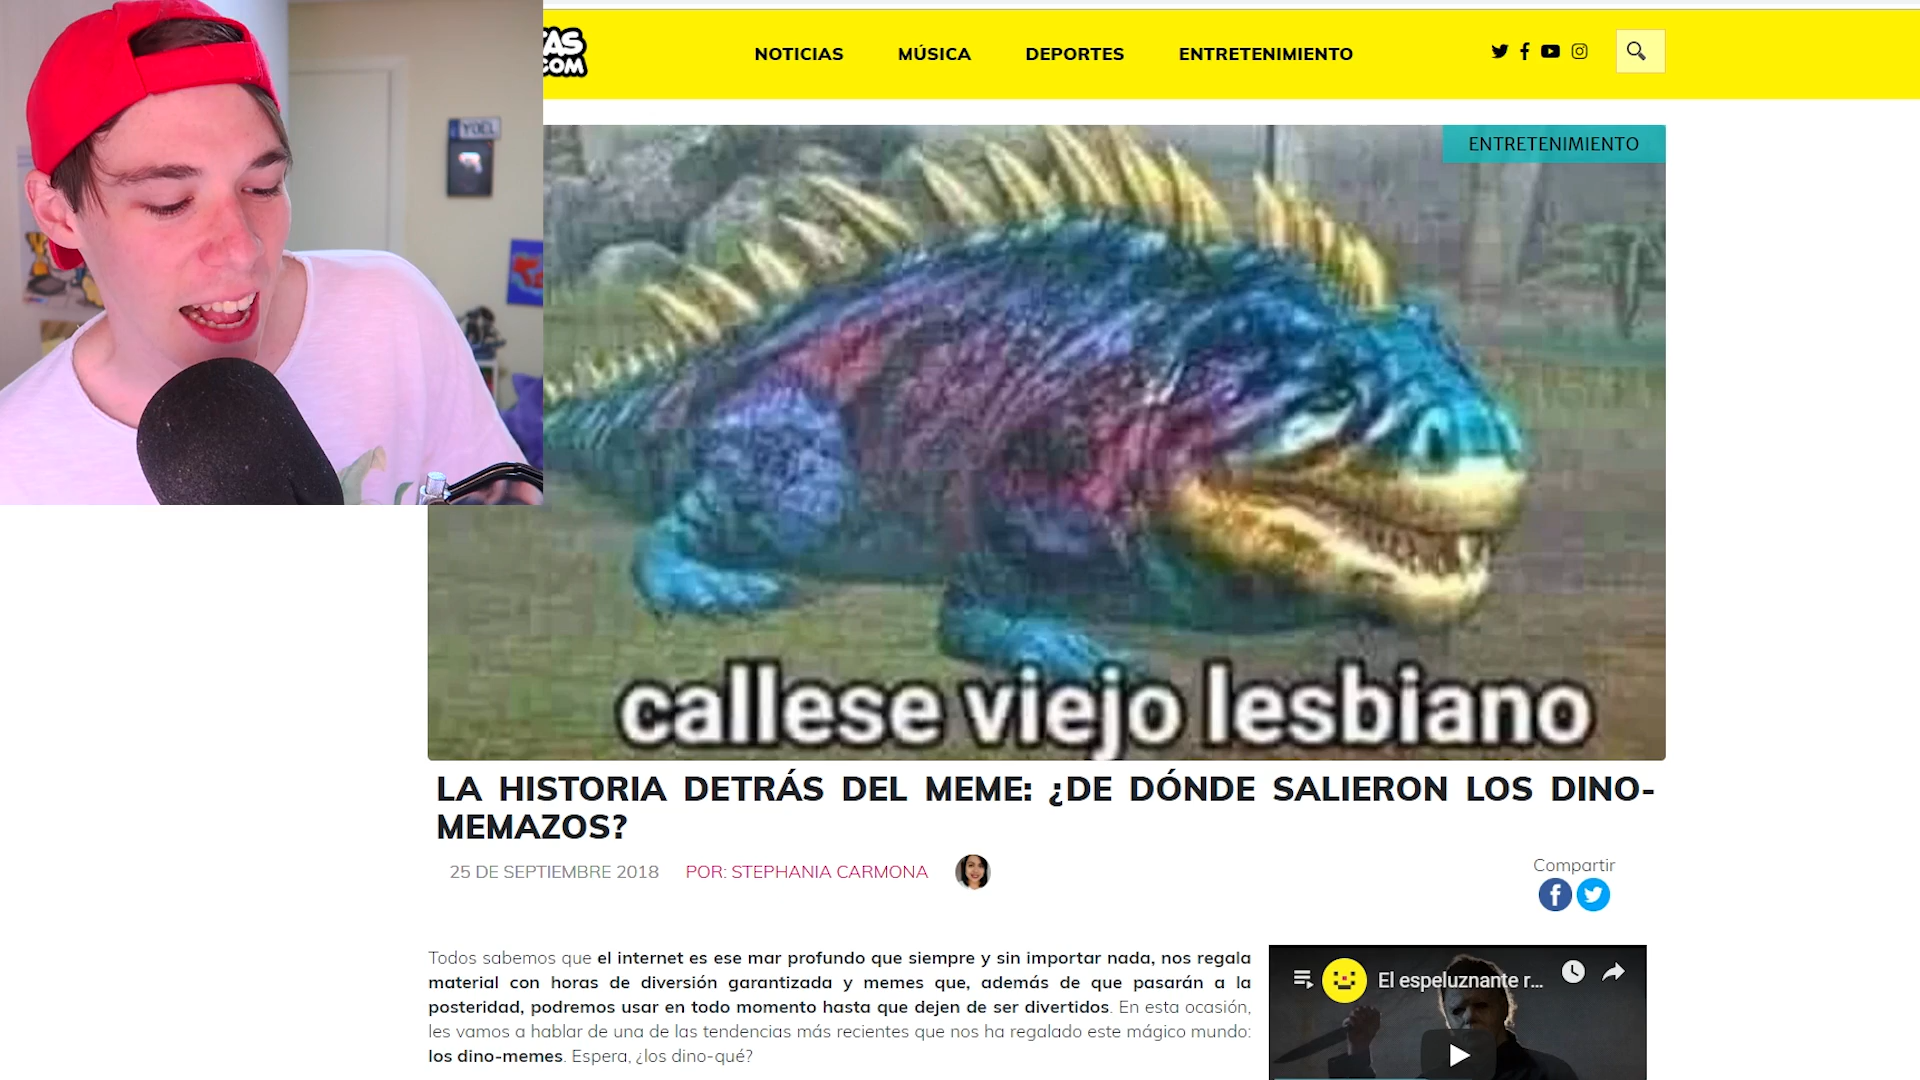 AS
.COM
NOTICIAS
MÚSICA
DEPORTES
ENTRETENIMIENTO
YOEL
ENTRETENIMIENTO
callese viejo lesbiano
LA HISTORIA DETRÁS DEL MEME: ¿DE DÓNDE SALIERON LOS DINO-
MEMAZOS?
25 DE SEPTIEMBRE 2018
POR: STEPHANIA CARMONA
Compartir
Todos sabemos que el internet es ese mar profundo que siempre y sin importar nada, nos regala
material con horas de diversión garantizada y memes que, además de que pasarán a la
posteridad, podremos usar en todo momento hasta que dejen de ser divertidos. En esta ocasión,
les vamos a hablar de una de las tendencias más recientes que nos ha regalado este mágico mundo:
los dino-memes. Espera, ¿los dino-qué?
El espeluznante r...